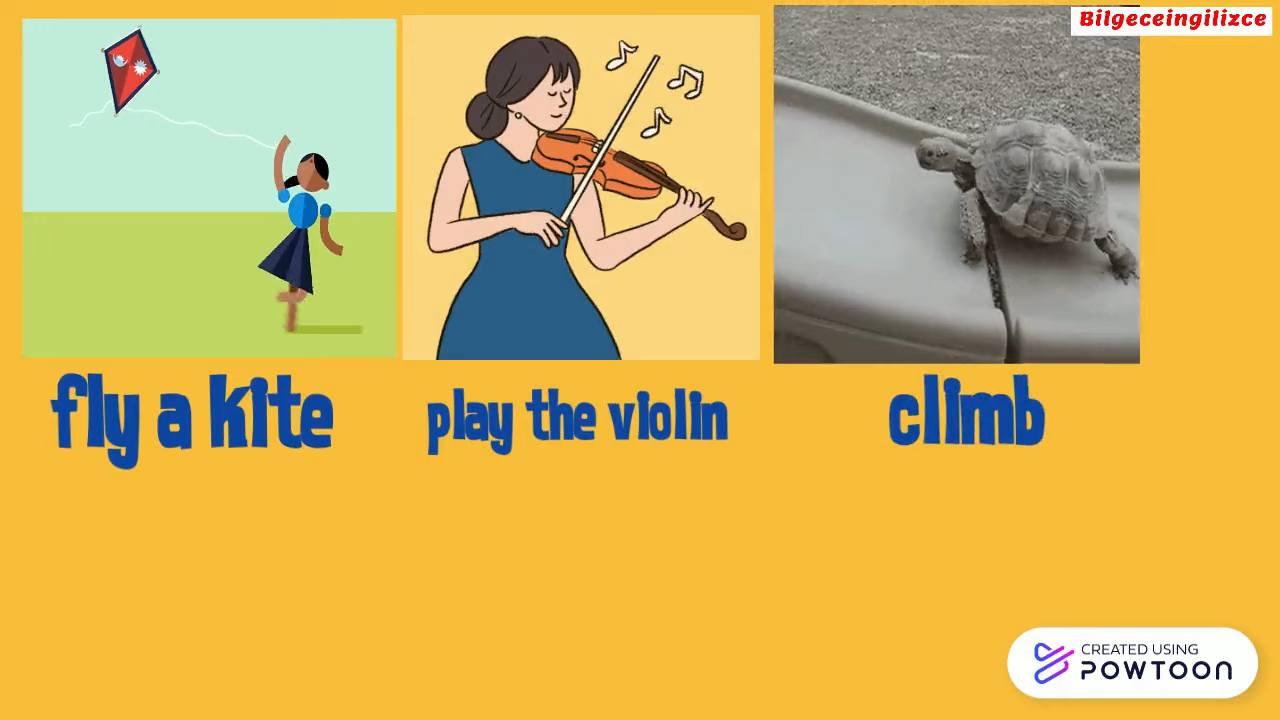 Bilgeceingilizce
fly a kite
play the violin
climb
CREATED USING
POWTOON